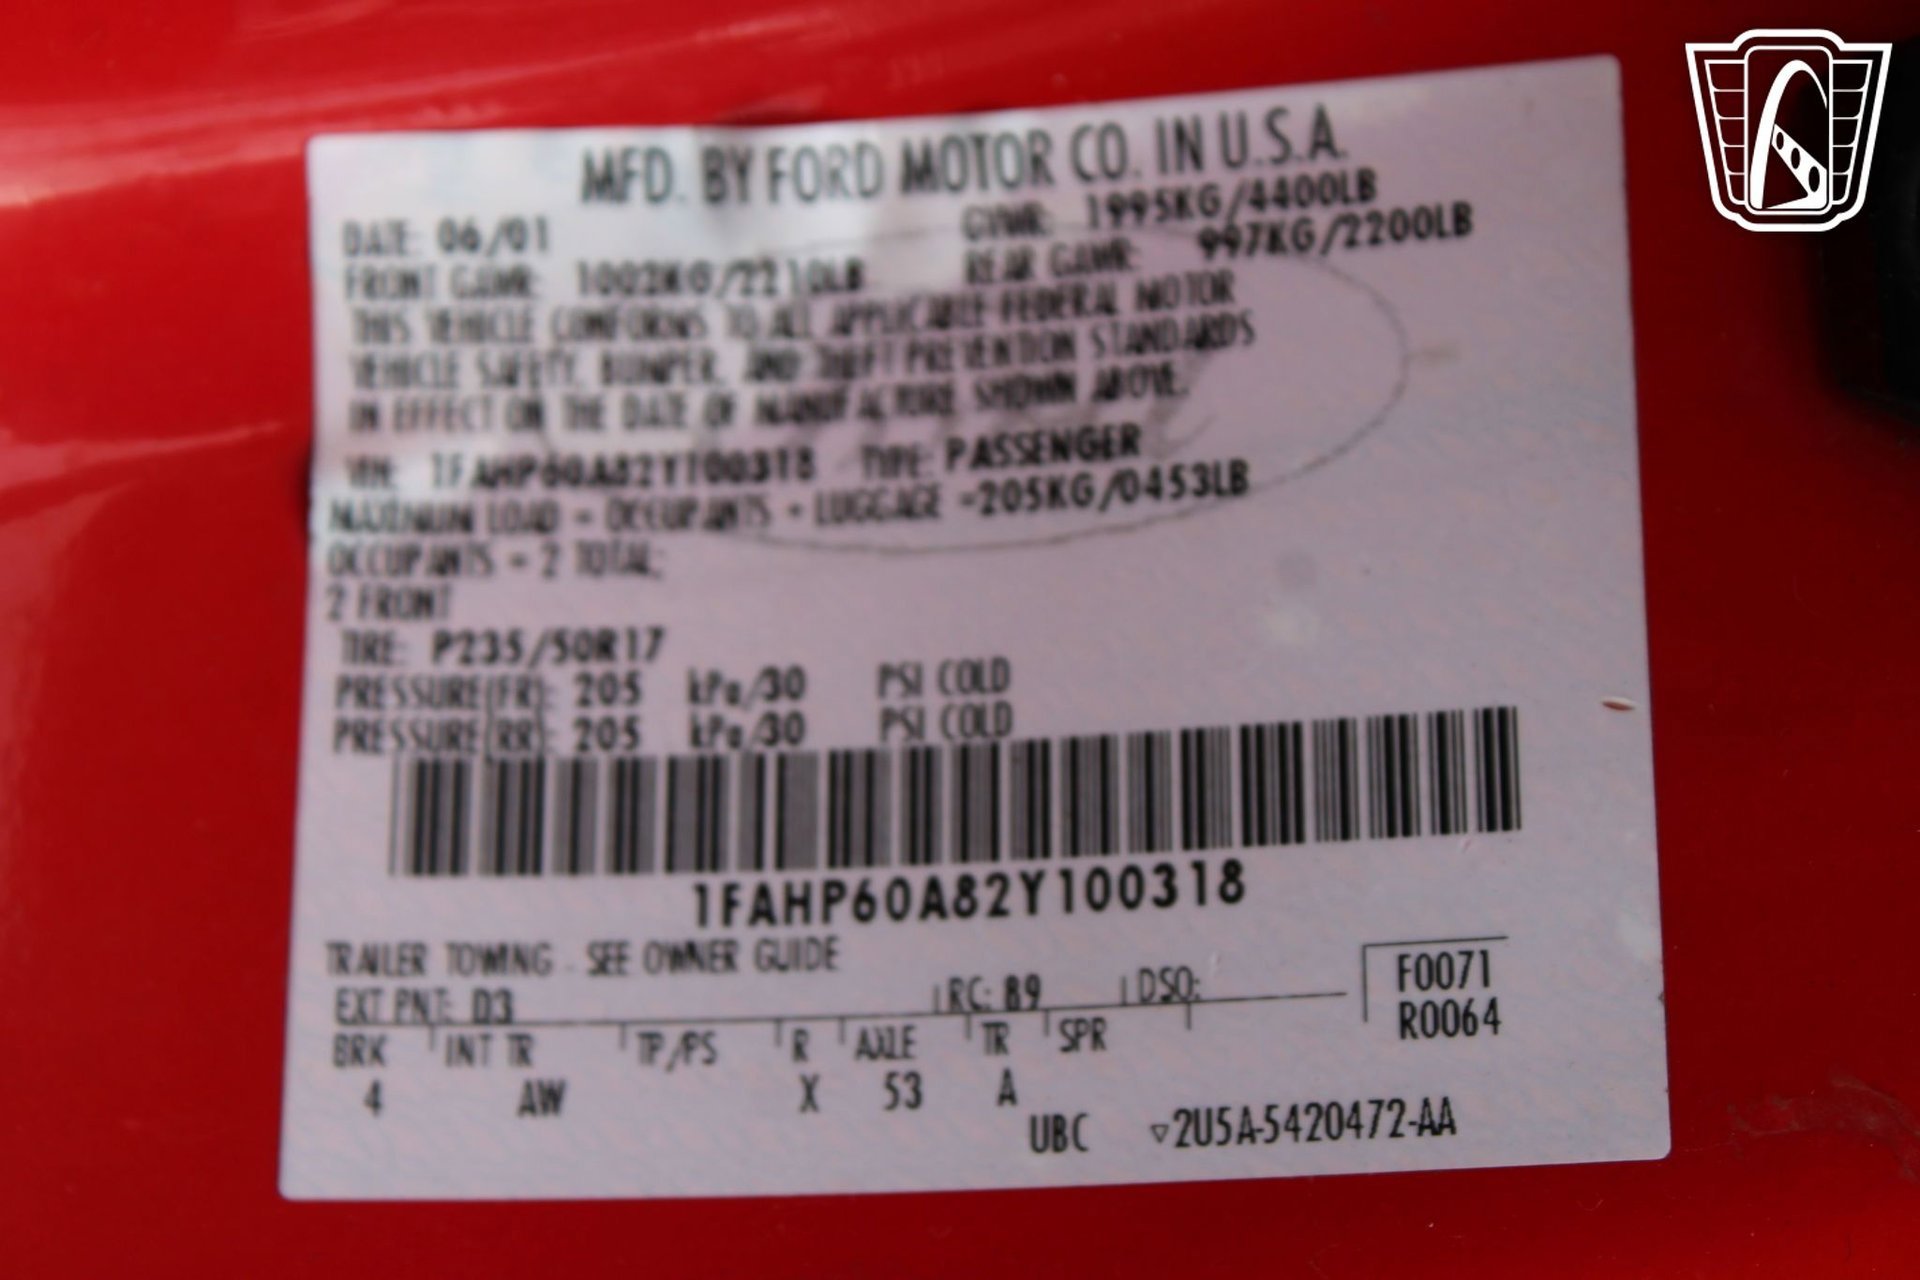 MFD. BY FORD MOTOR CO. IN U.S.A.
DATE: 06/01 GVWR: 1995KG/4400LB
FRONT GAWR: 1002KG/2210LB REAR GAWR: 997KG/2200LB
THIS VEHICLE CONFORMS TO ALL APPLICABLE FEDERAL MOTOR
VEHICLE SAFETY, BUMPER, AND THEFT PREVENTION STANDARDS
IN EFFECT ON THE DATE OF MANUFACTURE SHOWN ABOVE.
VIN: 1FAHP60A82Y100318 TYPE: PASSENGER
MAXIMUM LOAD = OCCUPANTS + LUGGAGE =205KG/0453LB
OCCUPANTS = 2 TOTAL;
2 FRONT
TIRE: P235/50R17
PRESSURE(FR): 205 kPa/30 PSI COLD
PRESSURE(RR): 205 kPa/30 PSI COLD
1FAHP60A82Y100318
TRAILER TOWING - SEE OWNER GUIDE
EXT PNT: D3 RC: 89 DSO: F0071
R0064
BRK INT TR TP/PS R AXLE TR SPR
4 AW X 53 A
UBC ▽2U5A-5420472-AA